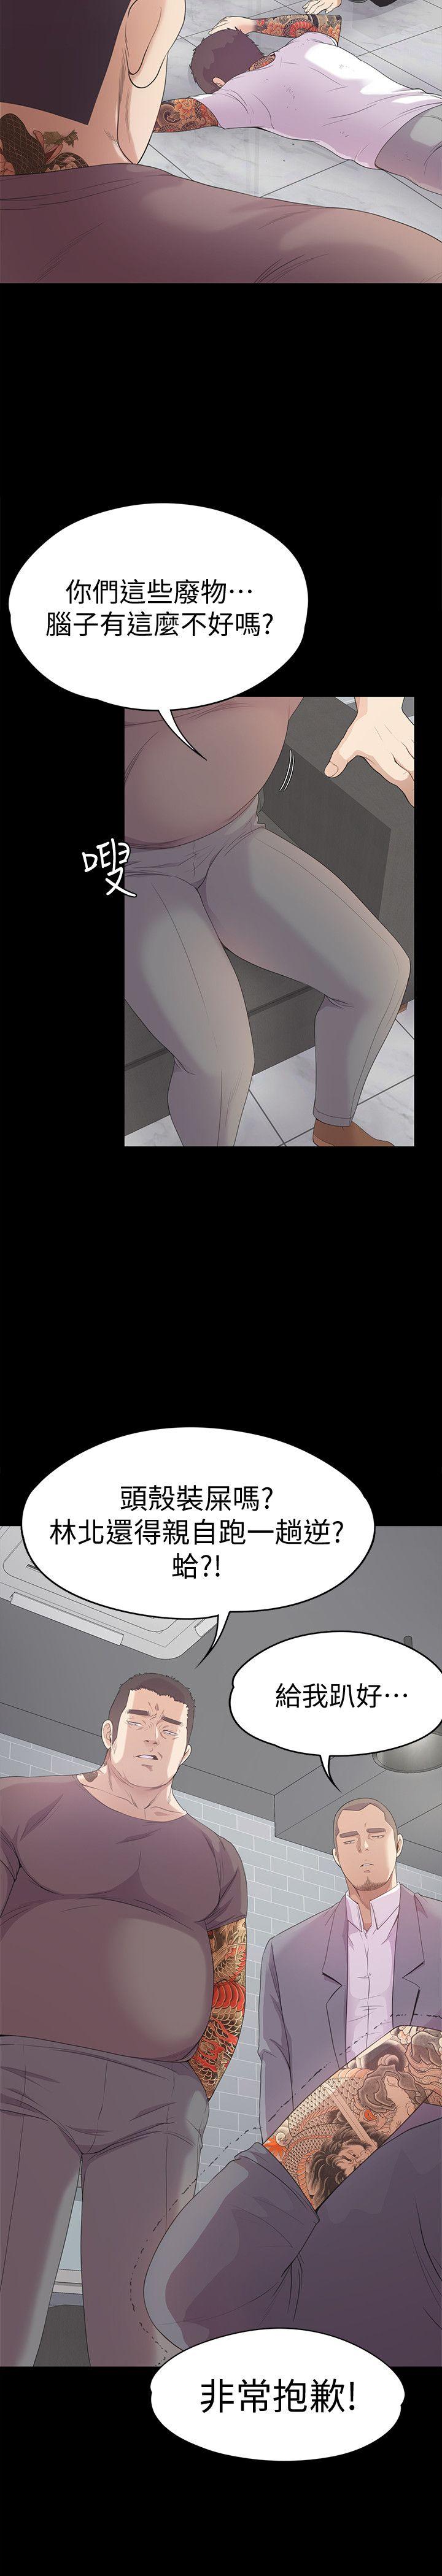 你們這些廢物…
腦子有這麼不好嗎?
嗖
頭殼裝屎嗎?
林北還得親自跑一趟逆?
蛤?!
給我趴好…
非常抱歉!